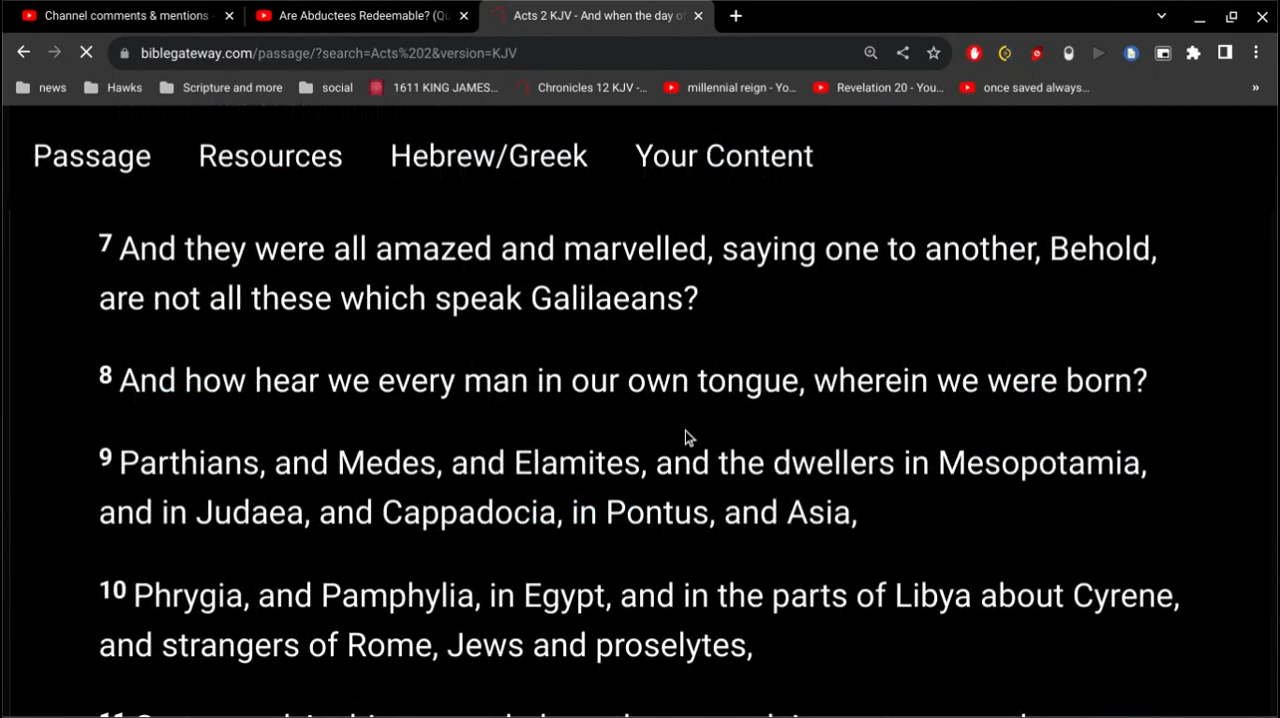 Channel comments & mentions -
Are Abductees Redeemable? (Qu
Acts 2 KJV - And when the day o
biblegateway.com/passage/?search=Acts%202&version=KJV
news
Hawks
Scripture and more
social
1611 KING JAMES...
Chronicles 12 KJV -...
millennial reign - Yo...
Revelation 20 - You...
once saved always...
»
Passage Resources Hebrew/Greek Your Content
7 And they were all amazed and marvelled, saying one to another, Behold,
are not all these which speak Galilaeans?
8 And how hear we every man in our own tongue, wherein we were born?
9 Parthians, and Medes, and Elamites, and the dwellers in Mesopotamia,
and in Judaea, and Cappadocia, in Pontus, and Asia,
10 Phrygia, and Pamphylia, in Egypt, and in the parts of Libya about Cyrene,
and strangers of Rome, Jews and proselytes,